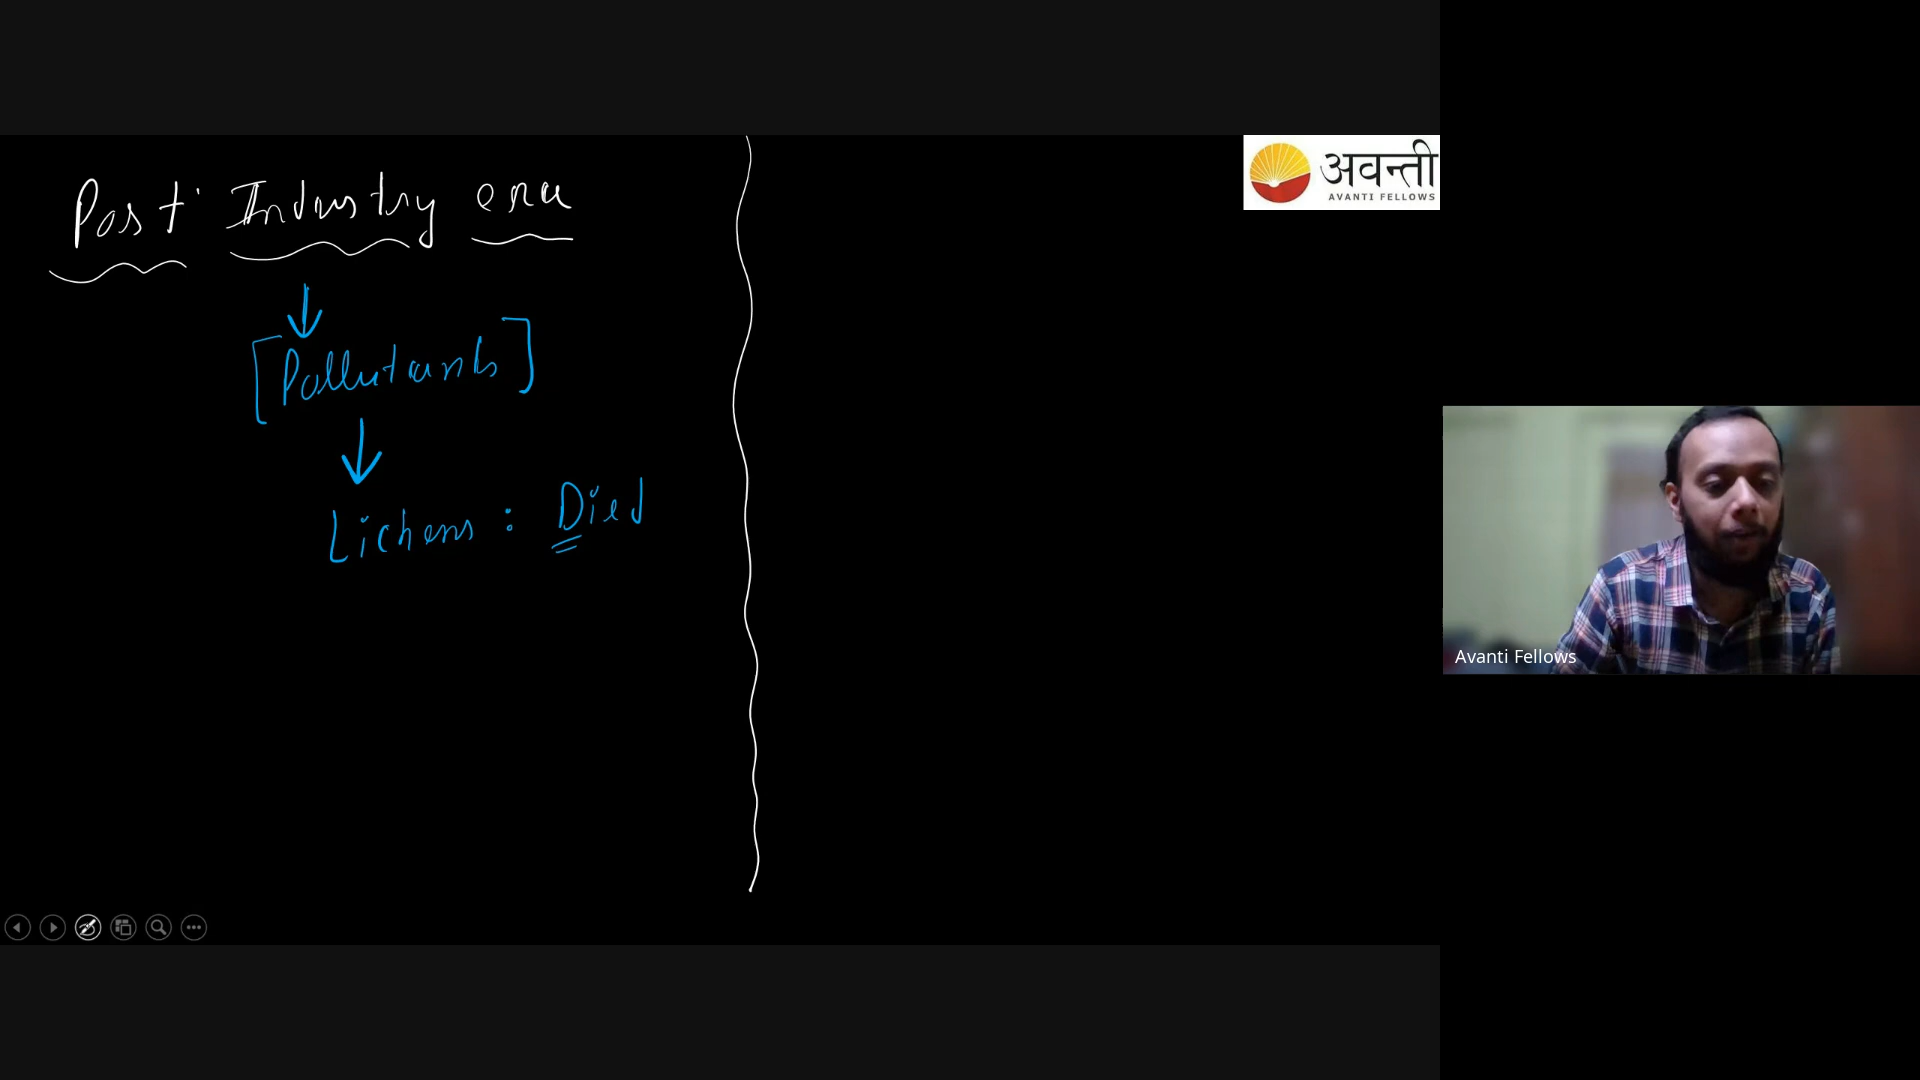 Post Industry era
[Pollutants]
Lichens : Died
अवन्ती
AVANTI FELLOWS
Avanti Fellows